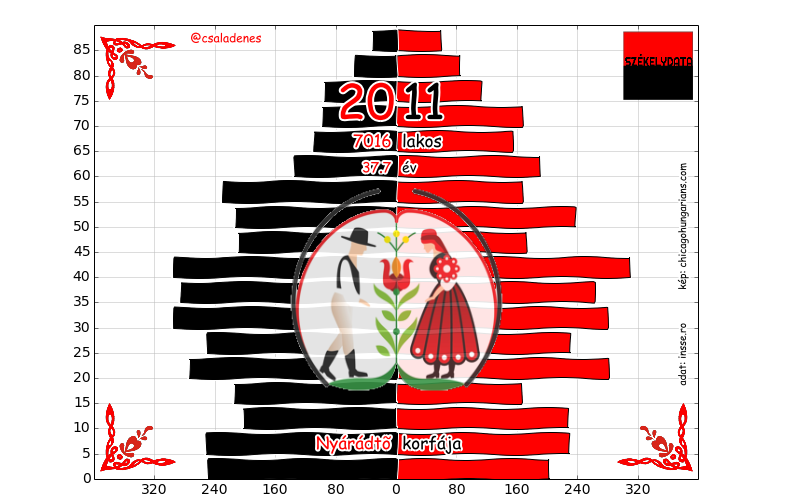 @csaladenes
SZÉKELYDATA
2011
7016 lakos
37.7 év
kép: chicagohungarians.com
adat: insse.ro
Nyárádtő korfája
85
80
75
70
65
60
55
50
45
40
35
30
25
20
15
10
5
0
320 240 160 80 0 80 160 240 320